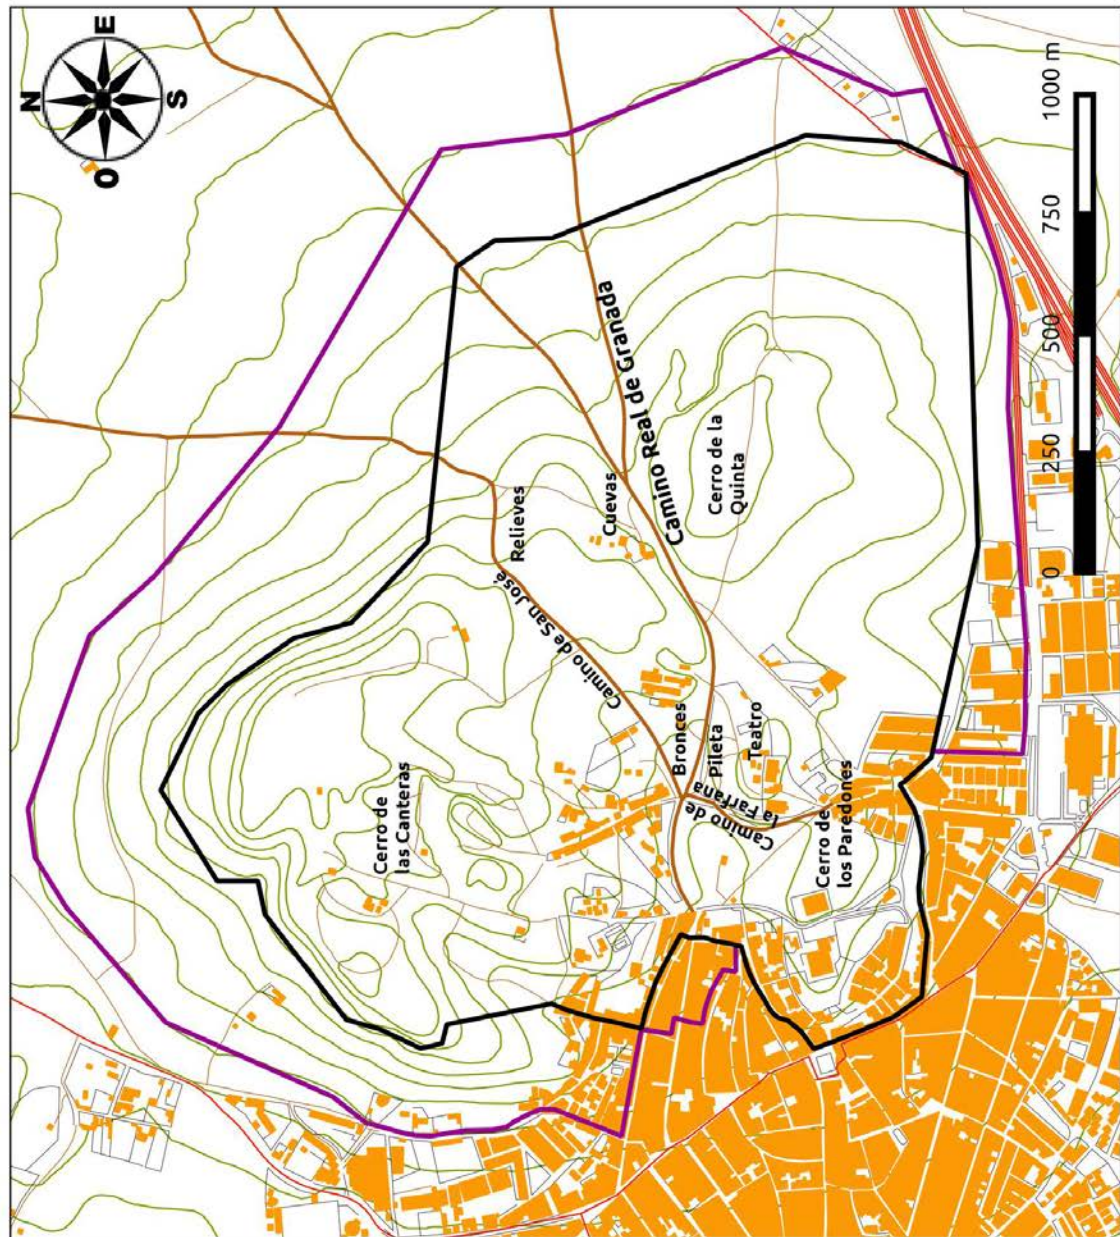 N
E
S
O
Cerro de
las Canteras
Camino de San José
Relieves
Cuevas
Camino Real de Granada
Cerro de la
Quinta
Bronces
Pileta
Teatro
Camino de
la Farfana
Cerro de
los Paredones
0
250
500
750
1000 m